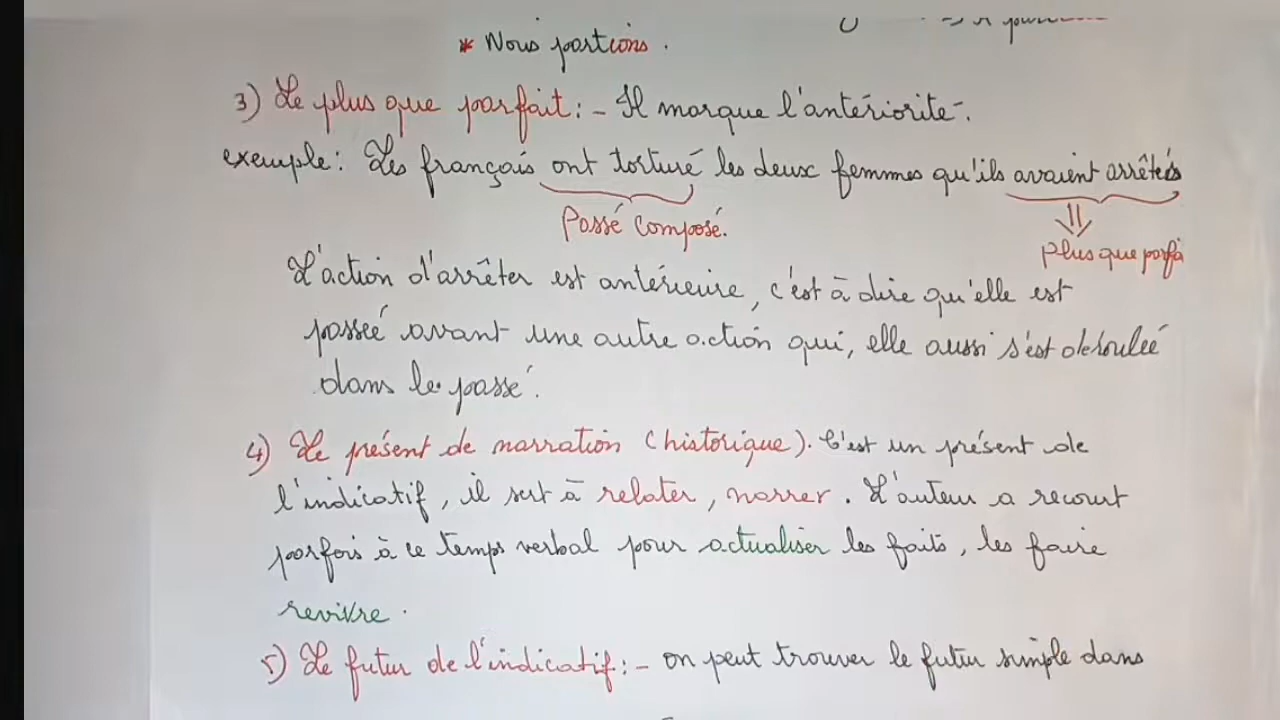 * Nous partions.
3) Le plus que parfait : - Il marque l'antériorité.
exemple : Les français ont torturé les deux femmes qu'ils avaient arrêtés
Passé composé.
plus que parfa
L'action d'arrêter est antérieure, c'est à dire qu'elle est
passée avant une autre action qui, elle aussi s'est déroulée
dans le passé.
4) Le présent de narration (historique). C'est un présent de
l'indicatif, il sert à relater, narrer. L'auteur a recourt
parfois à ce temps verbal pour actualiser les faits, les faire
revivre.
5) Le futur de l'indicatif : - on peut trouver le futur simple dans